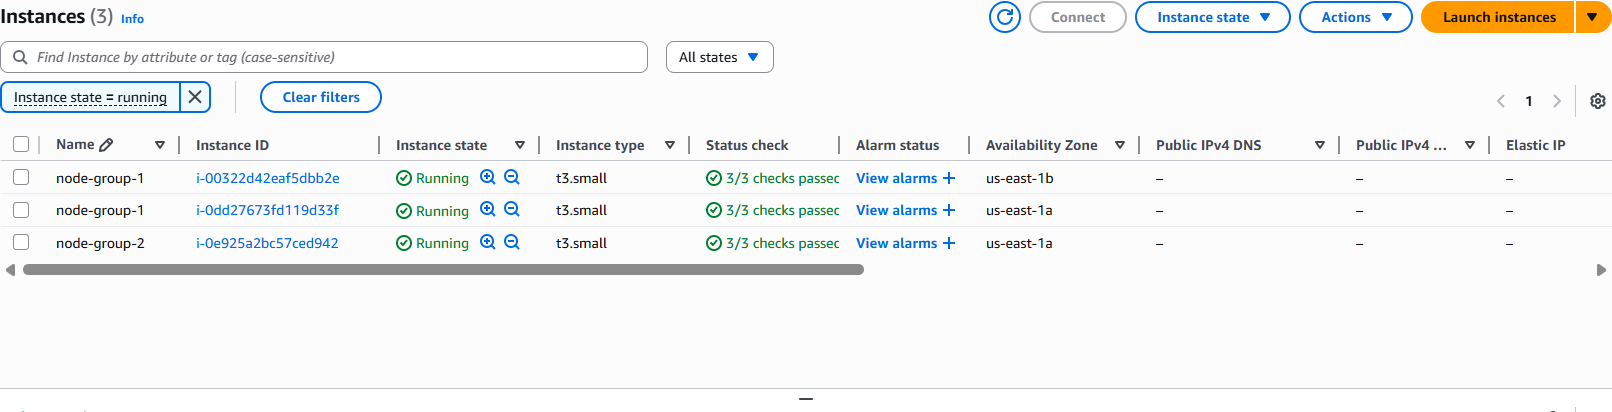 Instances (3) Info
Connect
Instance state
Actions
Launch instances
Find Instance by attribute or tag (case-sensitive)
All states
Instance state = running
Clear filters
1
Name Instance ID Instance state Instance type Status check Alarm status Availability Zone Public IPv4 DNS Public IPv4 ... Elastic IP
node-group-1 i-00322d42eaf5dbb2e Running t3.small 3/3 checks passed View alarms + us-east-1b – – –
node-group-1 i-0dd27673fd119d33f Running t3.small 3/3 checks passed View alarms + us-east-1a – – –
node-group-2 i-0e925a2bc57ced942 Running t3.small 3/3 checks passed View alarms + us-east-1a – – –